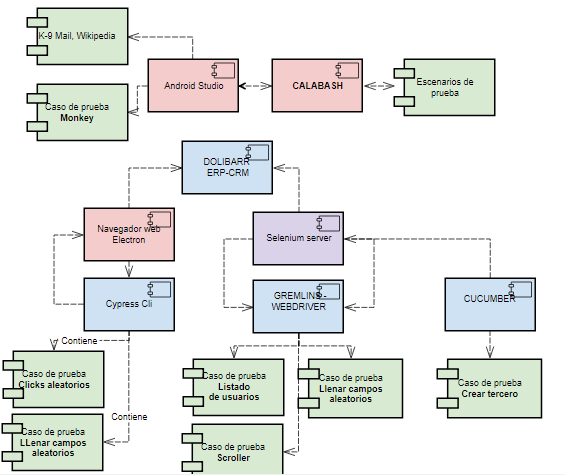 K-9 Mail, Wikipedia
Android Studio
CALABASH
Escenarios de
prueba
Caso de prueba
Monkey
DOLIBARR
ERP-CRM
Navegador web
Electron
Selenium server
Cypress Cli
GREMLINS -
WEBDRIVER
CUCUMBER
Contiene
Caso de prueba
Clicks aleatorios
Caso de prueba
Listado
de usuarios
Caso de prueba
Llenar campos
aleatorios
Caso de prueba
Crear tercero
Contiene
Caso de prueba
LLenar campos
aleatorios
Caso de prueba
Scroller